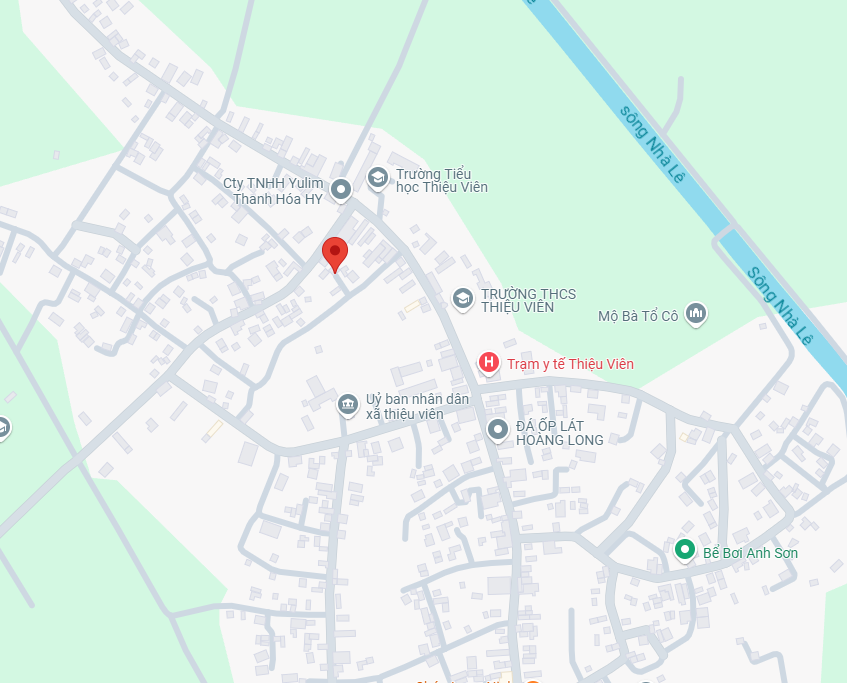 sông Nhà Lê
Trường Tiểu
học Thiệu Viên
Cty TNHH Yulim
Thanh Hóa HY
Sông Nhà Lê
TRƯỜNG THCS
THIỆU VIÊN
Mộ Bà Tổ Cô
H
Trạm y tế Thiệu Viên
Uỷ ban nhân dân
xã thiệu viên
ĐÁ ỐP LÁT
HOÀNG LONG
Bể Bơi Anh Sơn